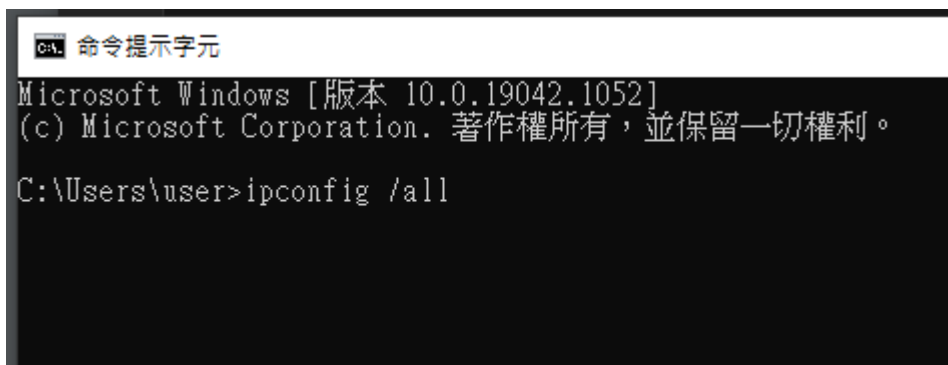 命令提示字元
Microsoft Windows [版本 10.0.19042.1052]
(c) Microsoft Corporation. 著作權所有，並保留一切權利。
C:\Users\user>ipconfig /all